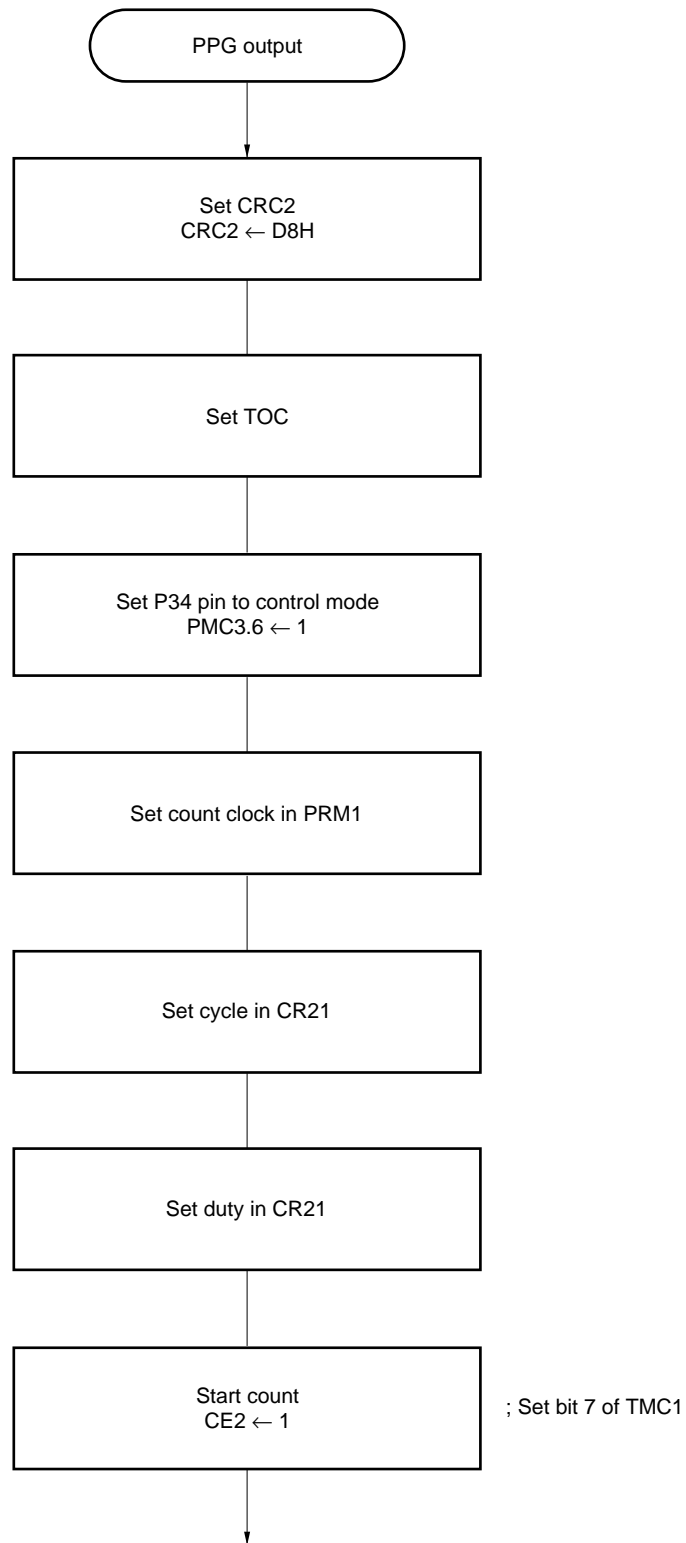 PPG output
Set CRC2
CRC2 ← D8H
Set TOC
Set P34 pin to control mode
PMC3.6 ← 1
Set count clock in PRM1
Set cycle in CR21
Set duty in CR21
Start count
CE2 ← 1
; Set bit 7 of TMC1